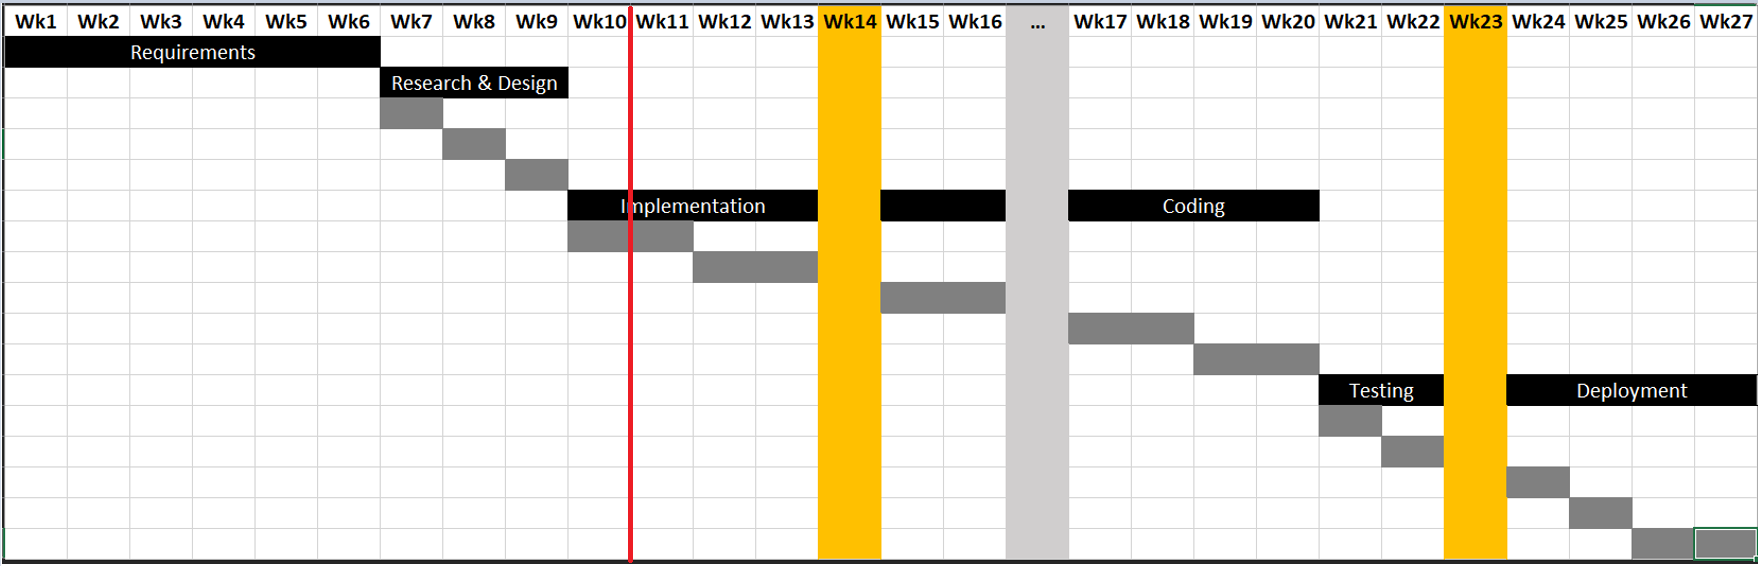 Wk1 Wk2 Wk3 Wk4 Wk5 Wk6 Wk7 Wk8 Wk9 Wk10 Wk11 Wk12 Wk13 Wk14 Wk15 Wk16 ... Wk17 Wk18 Wk19 Wk20 Wk21 Wk22 Wk23 Wk24 Wk25 Wk26 Wk27
Requirements
Research & Design
Implementation Coding
Testing Deployment